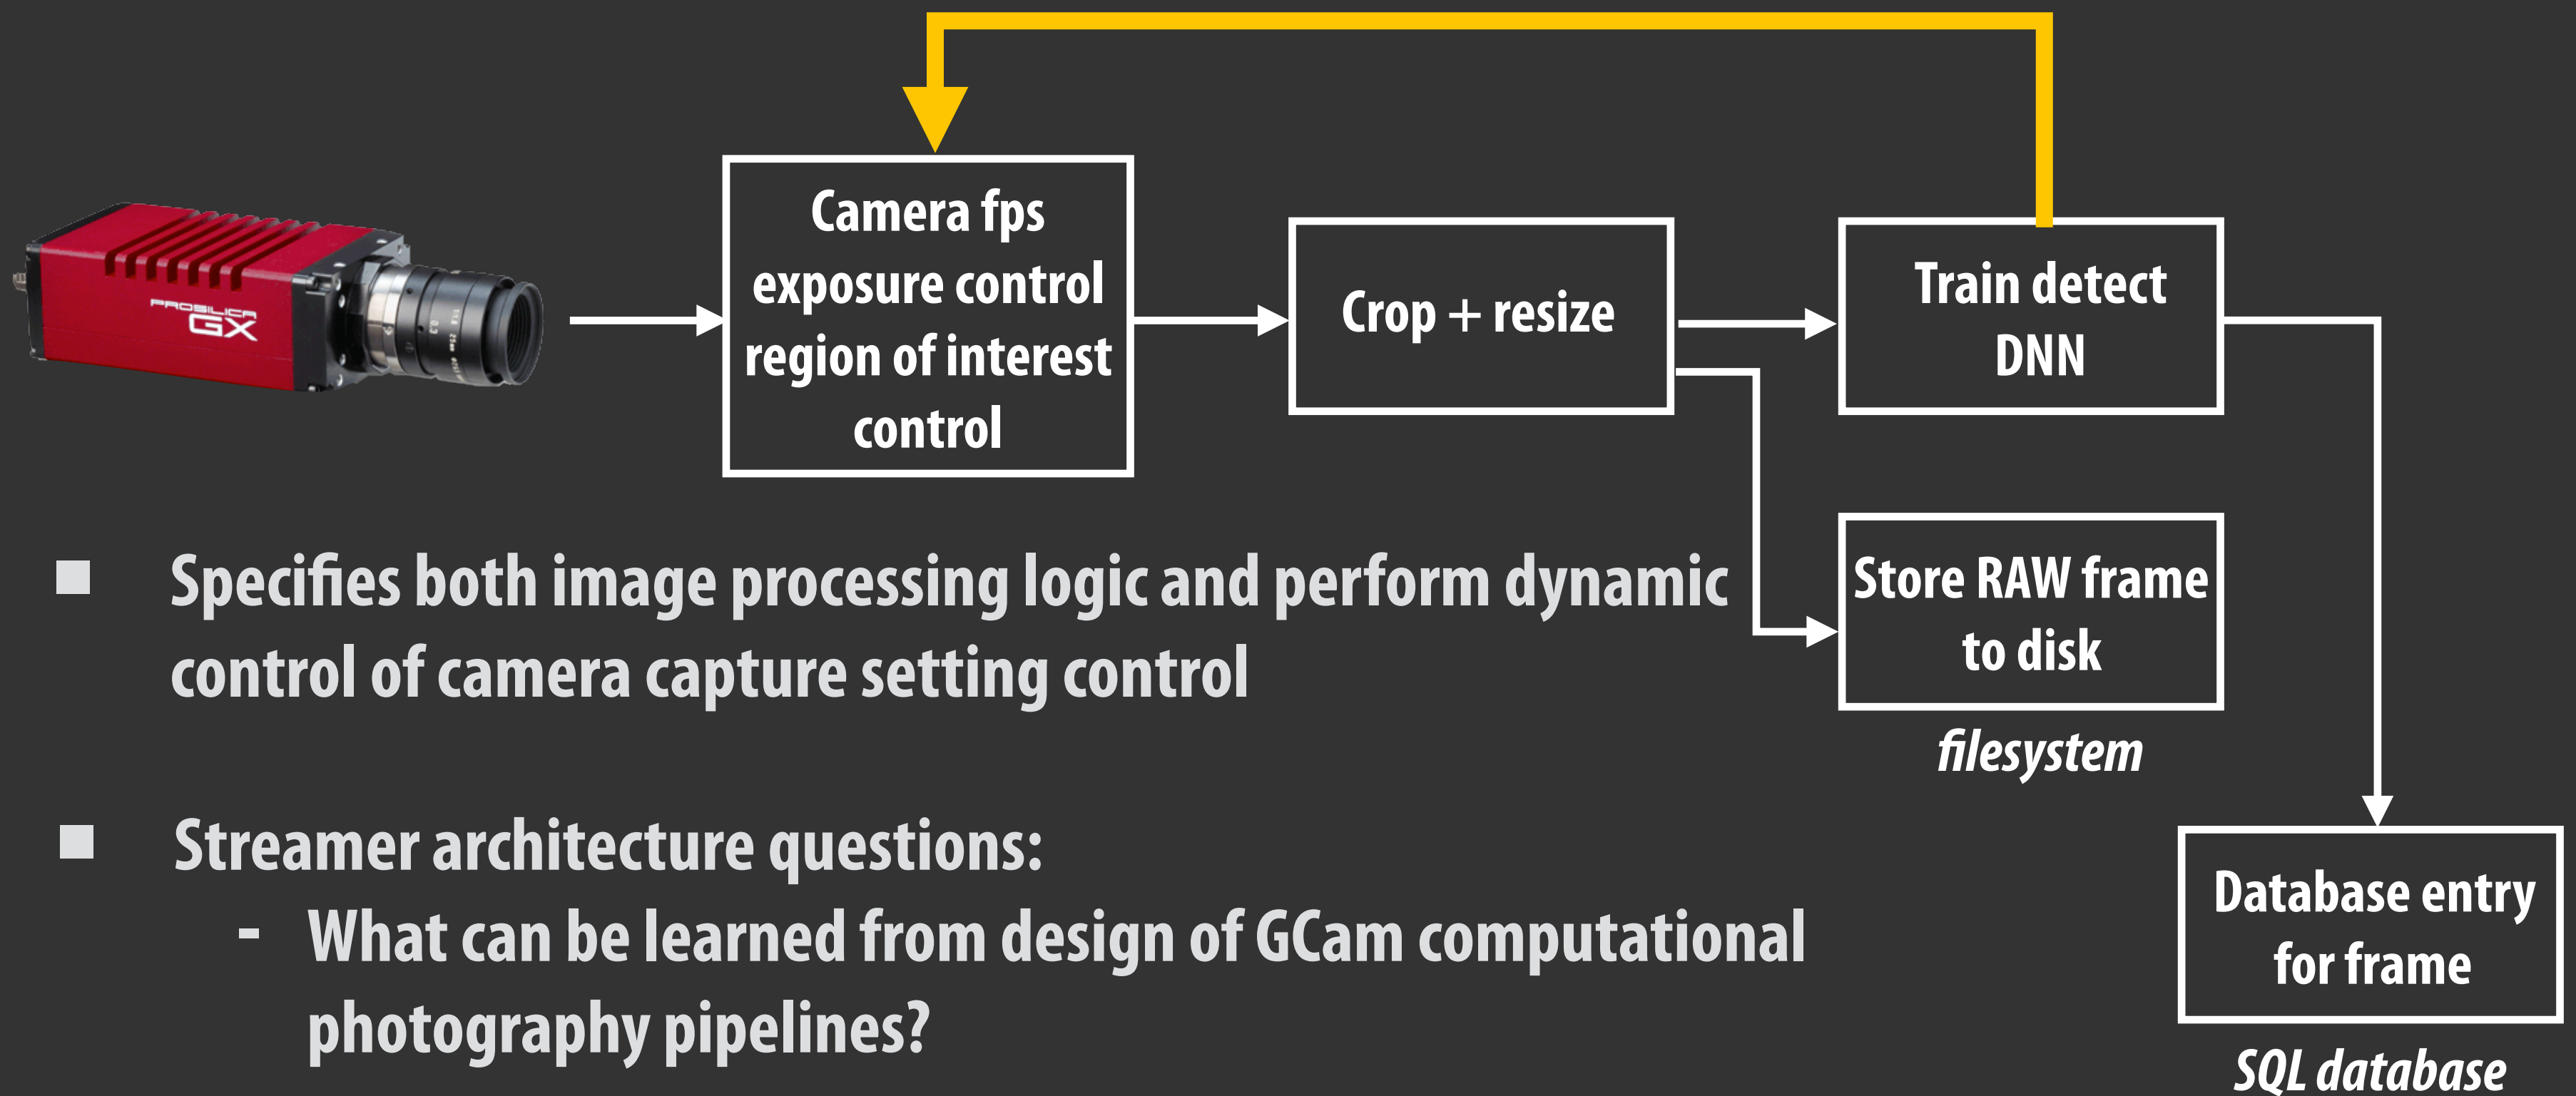 PROSILICA
GX
Camera fps
exposure control
region of interest
control
Crop + resize
Train detect
DNN
Store RAW frame
to disk
filesystem
Database entry
for frame
SQL database
■ Specifies both image processing logic and perform dynamic
control of camera capture setting control
■ Streamer architecture questions:
- What can be learned from design of GCam computational
photography pipelines?